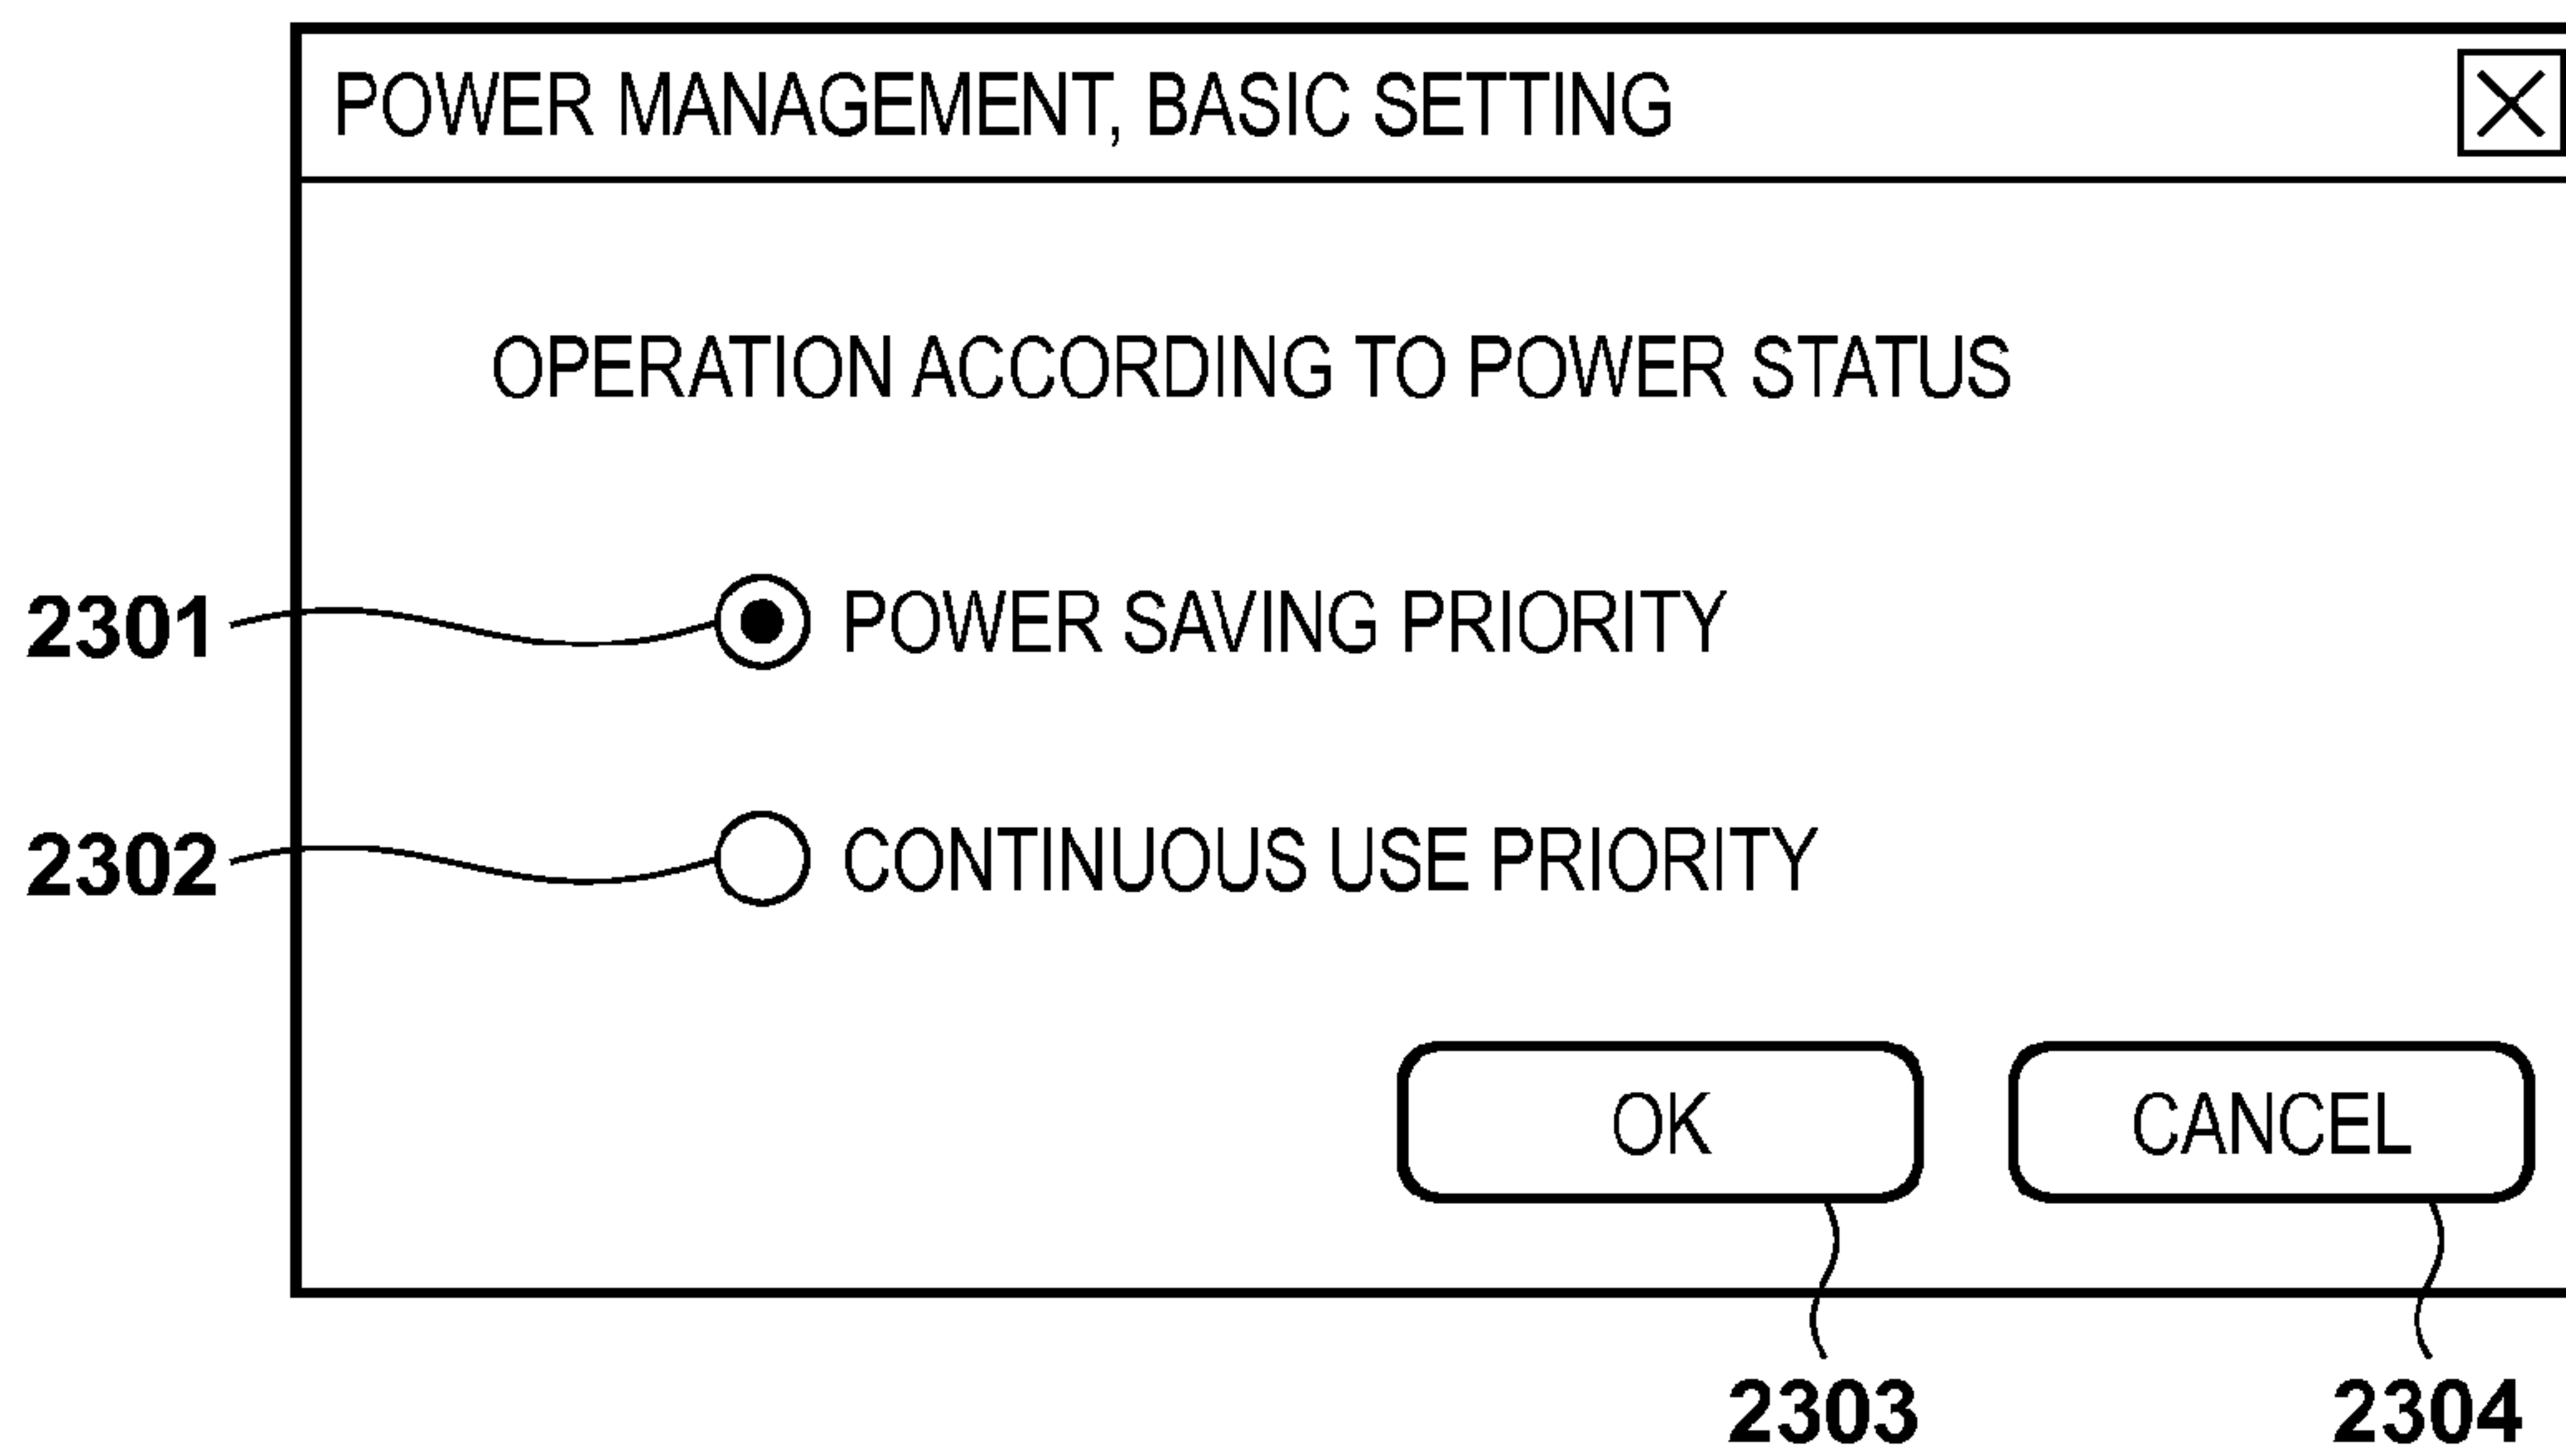 POWER MANAGEMENT, BASIC SETTING
OPERATION ACCORDING TO POWER STATUS
2301 POWER SAVING PRIORITY
2302 CONTINUOUS USE PRIORITY
OK CANCEL
2303 2304